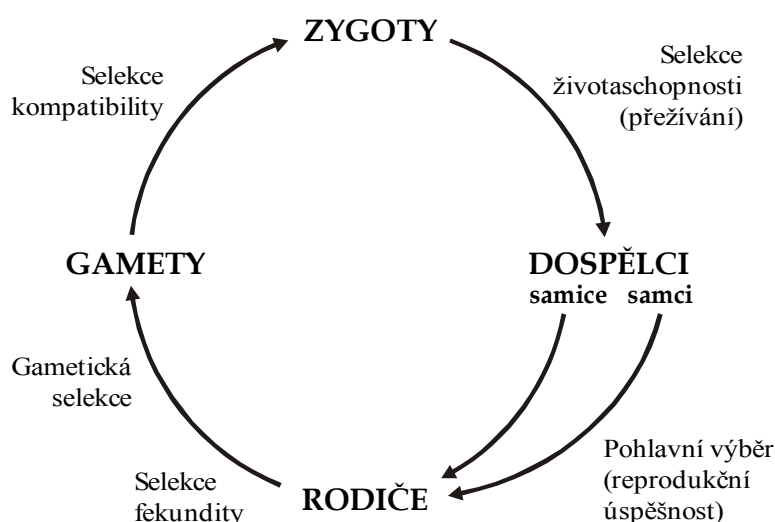 ZYGOTY
Selekce
životaschopnosti
(přežívání)
Selekce
kompatibility
GAMETY
DOSPĚLCI
samice samci
Gametická
selekce
Pohlavní výběr
(reprodukční
úspěšnost)
Selekce
fekundity
RODIČE